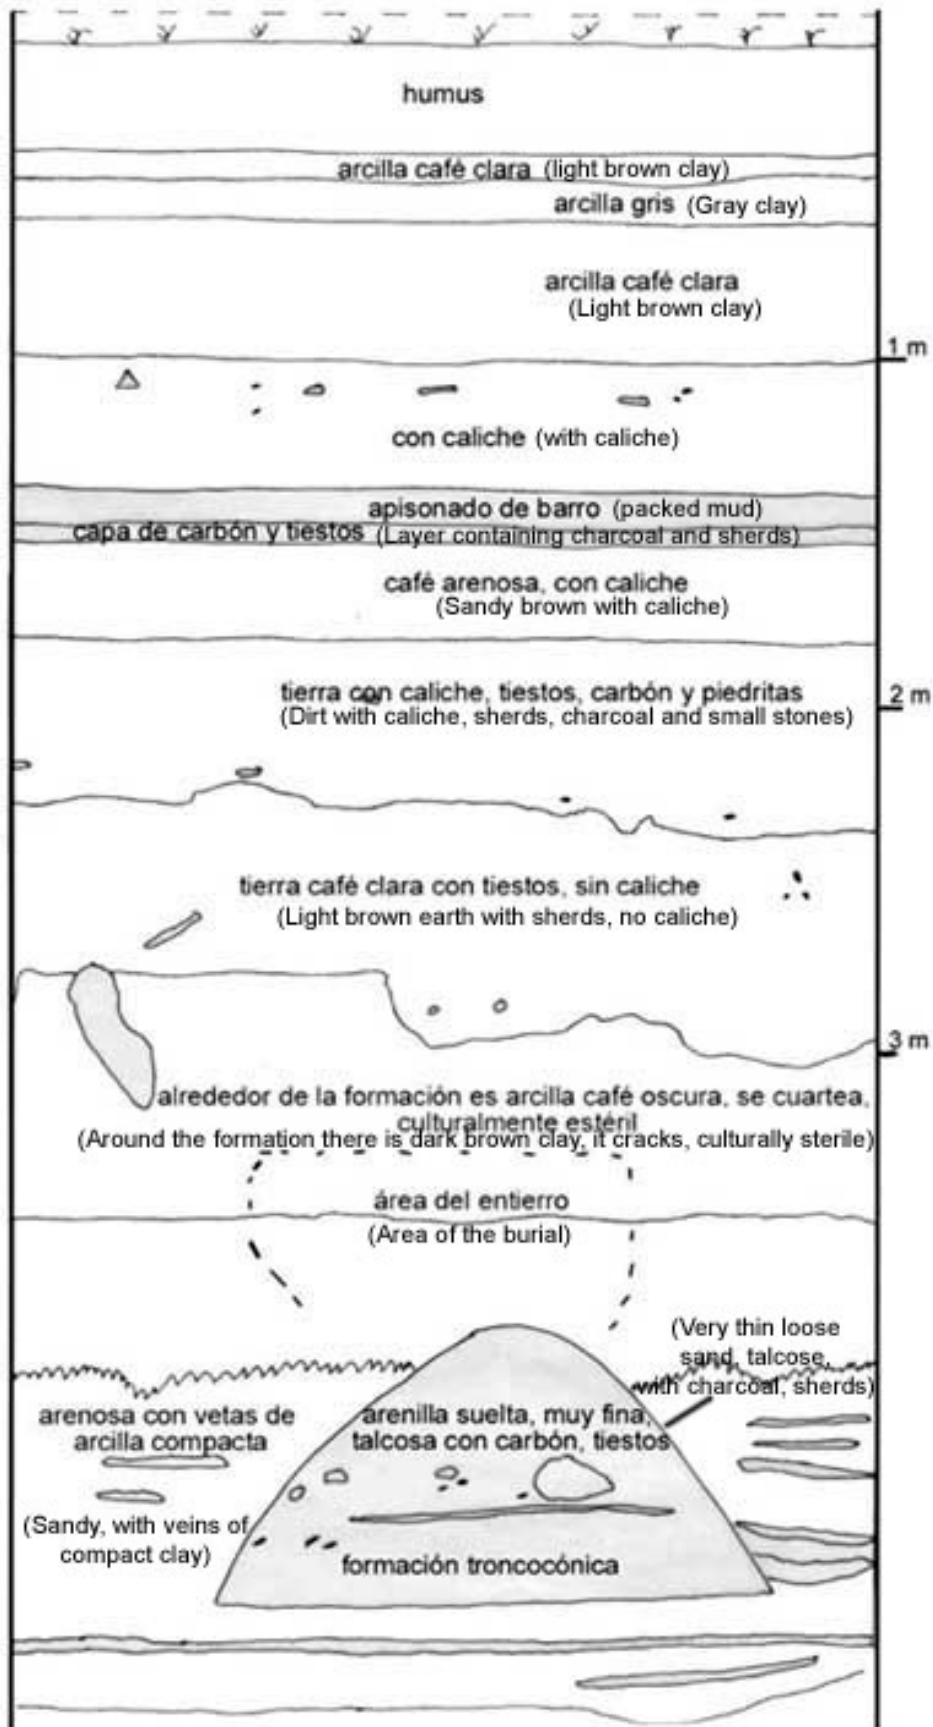 humus
arcilla café clara (light brown clay)
arcilla gris (Gray clay)
arcilla café clara
(Light brown clay)
1 m
con caliche (with caliche)
apisonado de barro (packed mud)
capa de carbón y tiestos (Layer containing charcoal and sherds)
café arenosa, con caliche
(Sandy brown with caliche)
tierra con caliche, tiestos, carbón y piedritas
2 m
(Dirt with caliche, sherds, charcoal and small stones)
tierra café clara con tiestos, sin caliche
(Light brown earth with sherds, no caliche)
3 m
alrededor de la formación es arcilla café oscura, se cuartea,
culturalmente estéril
(Around the formation there is dark brown clay, it cracks, culturally sterile)
área del entierro
(Area of the burial)
(Very thin loose
sand, talcose,
with charcoal, sherds)
arenosa con vetas de
arcilla compacta
(Sandy, with veins of
compact clay)
arenilla suelta, muy fina,
talcosa con carbón, tiestos
formación troncocónica